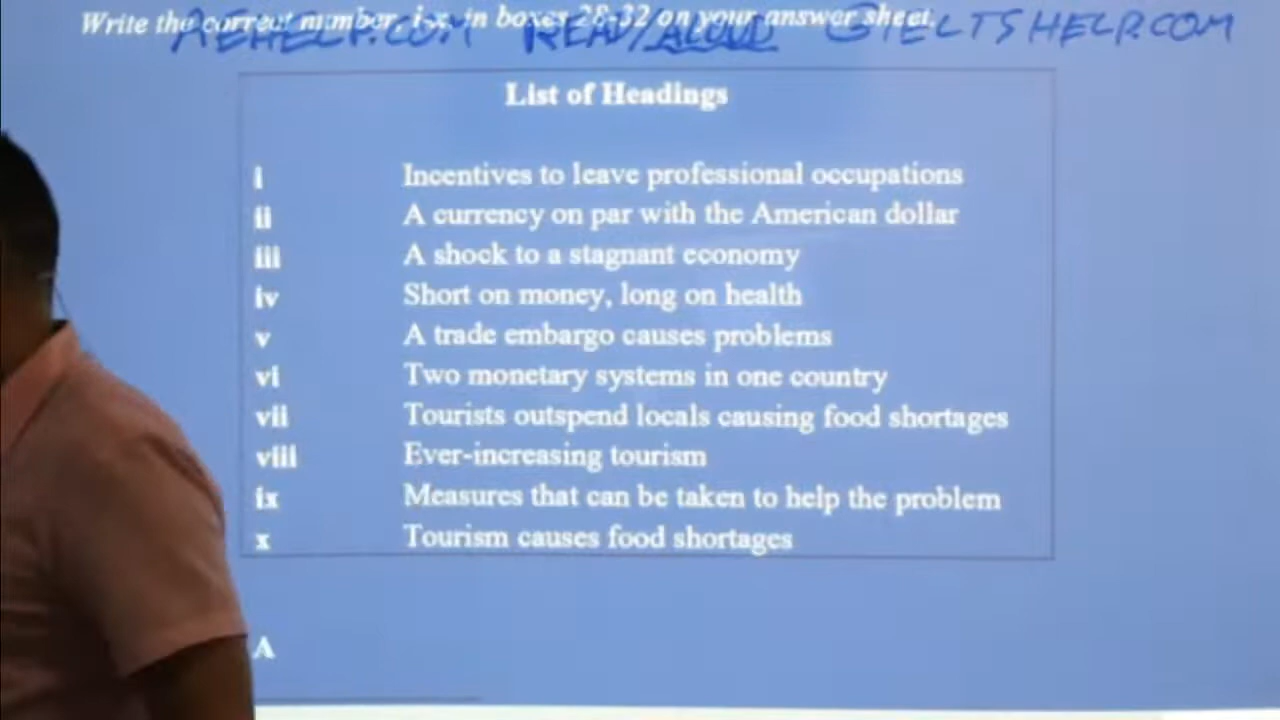 Write the correct number, i-x, in boxes 28-32 on your answer sheet.
AEHELP.COM READ/ALOUD GIELTSHELP.COM
List of Headings
i Incentives to leave professional occupations
ii A currency on par with the American dollar
iii A shock to a stagnant economy
iv Short on money, long on health
v A trade embargo causes problems
vi Two monetary systems in one country
vii Tourists outspend locals causing food shortages
viii Ever-increasing tourism
ix Measures that can be taken to help the problem
x Tourism causes food shortages
A